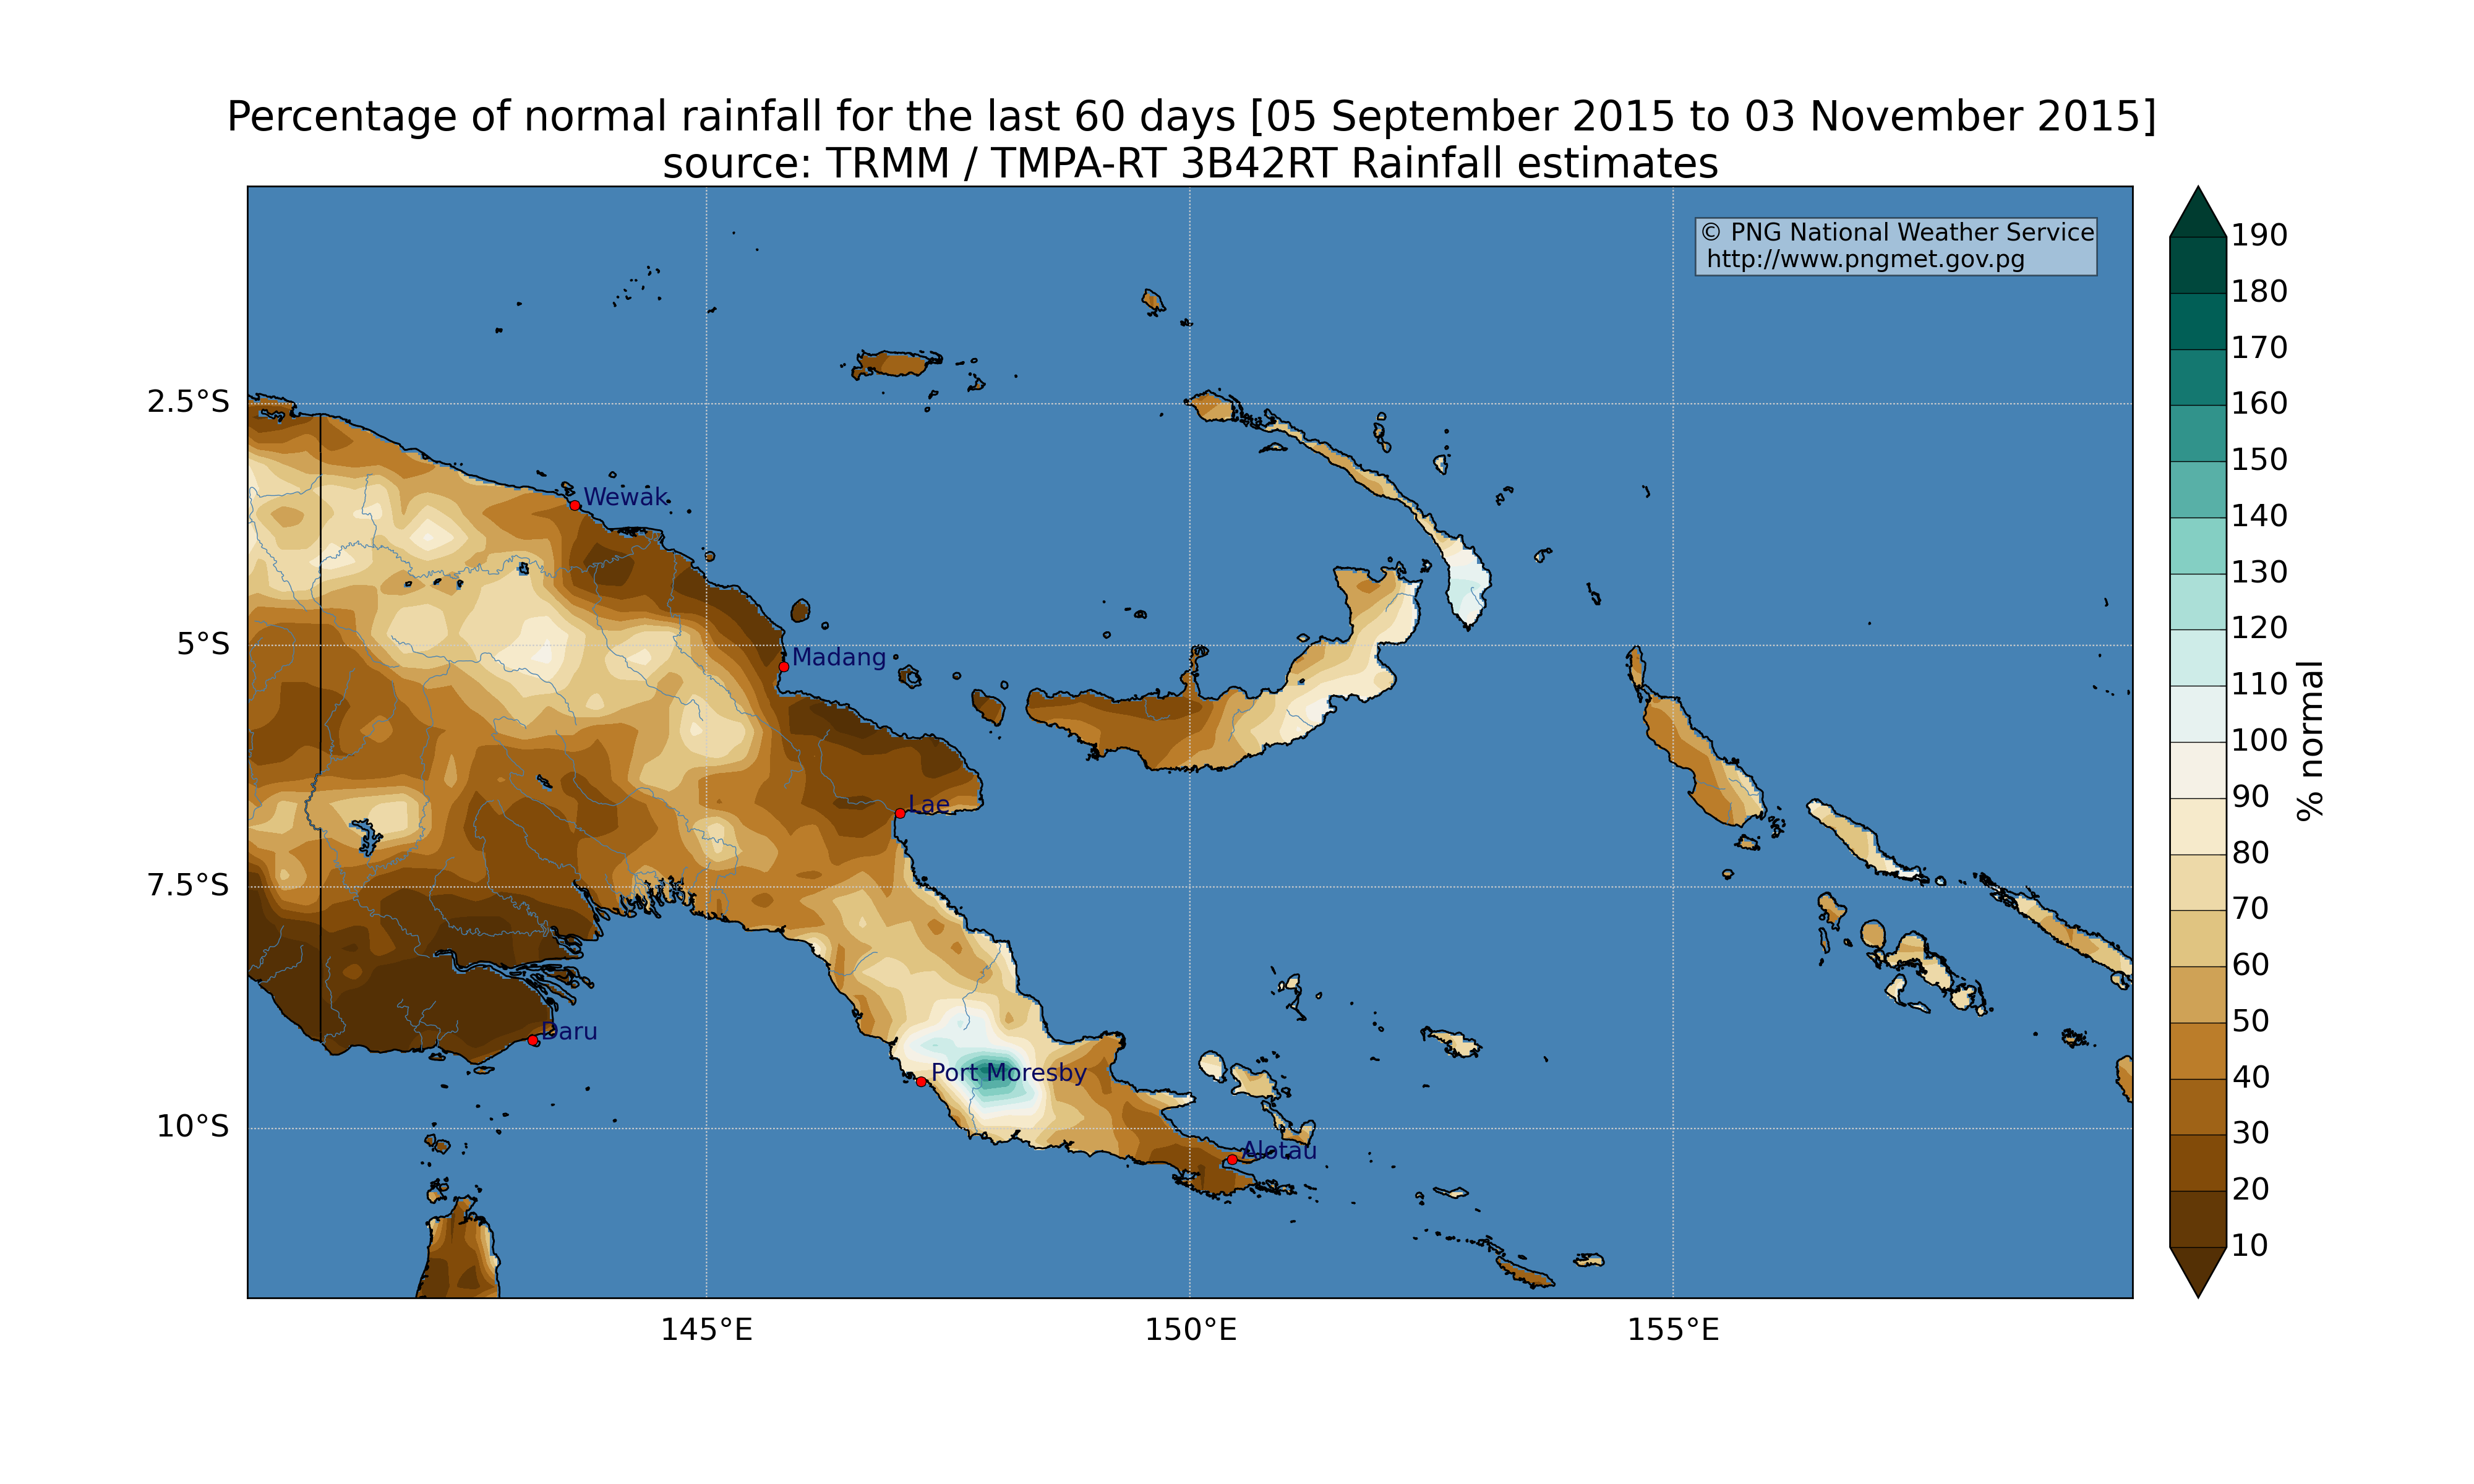 Percentage of normal rainfall for the last 60 days [05 September 2015 to 03 November 2015]
source: TRMM / TMPA-RT 3B42RT Rainfall estimates
© PNG National Weather Service
http://www.pngmet.gov.pg
190
180
170
160
150
140
130
120
110
100
90
80
70
60
50
40
30
20
10
% normal
2.5°S
5°S
7.5°S
10°S
Wewak
Madang
Lae
Daru
Port Moresby
Alotau
145°E
150°E
155°E